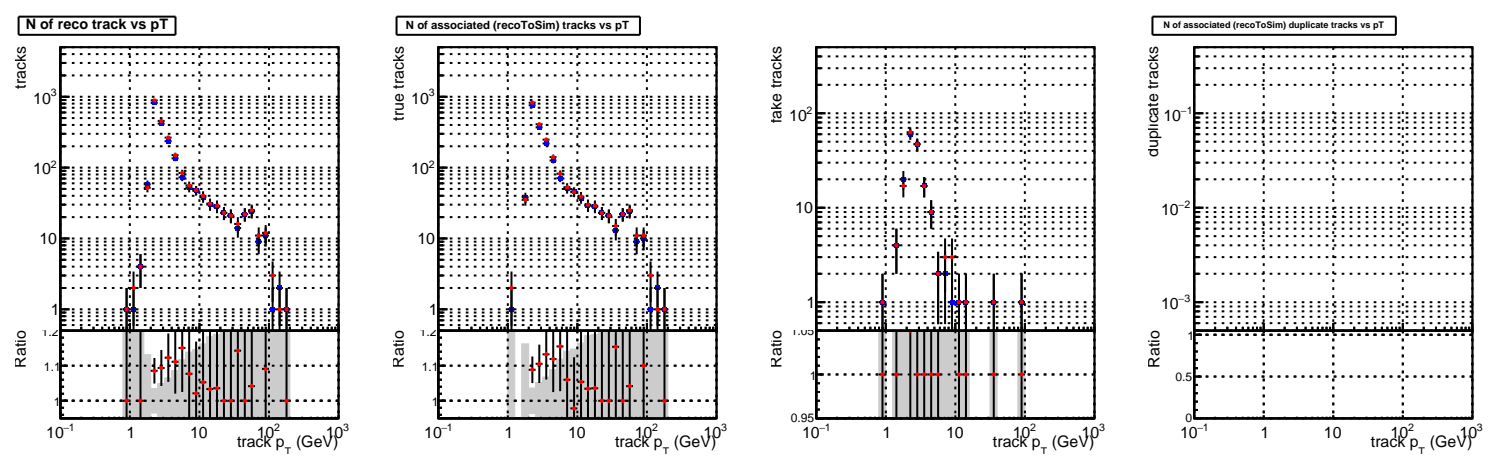 N of reco track vs pT
tracks
10³
10²
10
1
Ratio
1.2
1.1
1
10⁻¹ 1 10 10² 10³
track p_T (GeV)
N of associated (recoToSim) tracks vs pT
true tracks
10³
10²
10
1
Ratio
1.2
1.1
1
10⁻¹ 1 10 10² 10³
track p_T (GeV)
fake tracks
10²
10
1
Ratio
1.05
1
0.95
10⁻¹ 1 10 10² 10³
track p_T (GeV)
N of associated (recoToSim) duplicate tracks vs pT
duplicate tracks
10⁻¹
10⁻²
10⁻³
Ratio
1
0.5
0
10⁻¹ 1 10 10² 10³
track p_T (GeV)